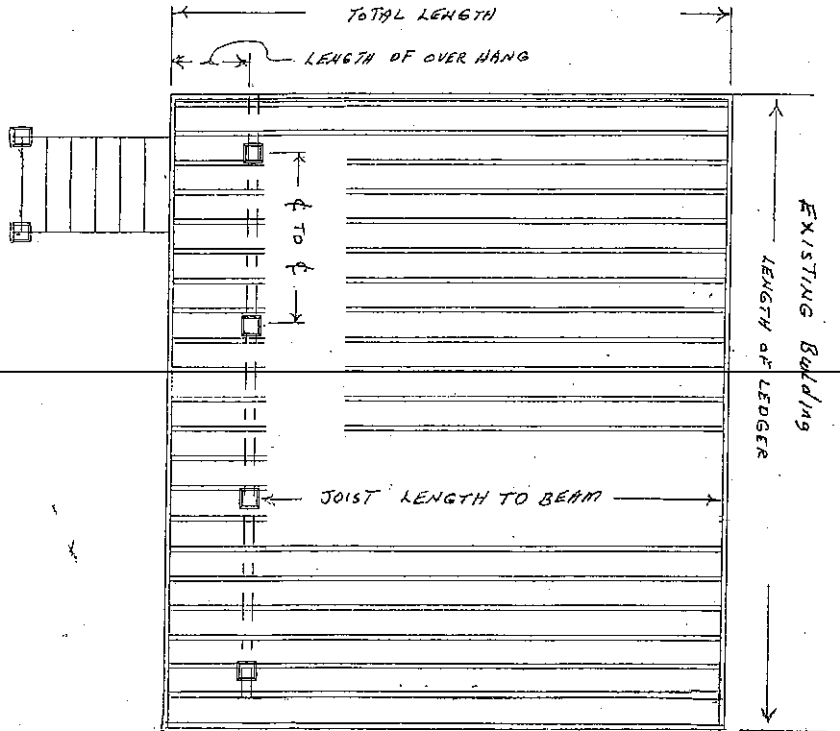 TOTAL LENGTH
LENGTH OF OVER HANG
℄ TO ℄
EXISTING Building
LENGTH OF LEDGER
JOIST LENGTH TO BEAM